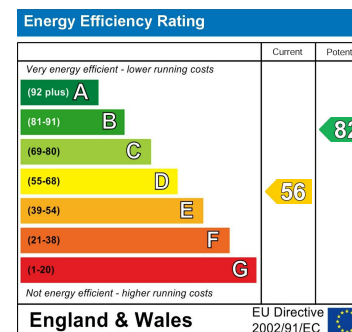 Energy Efficiency Rating
Current Potent
Very energy efficient - lower running costs
(92 plus) A
(81-91) B
82
(69-80) C
(55-68) D
56
(39-54) E
(21-38) F
(1-20) G
Not energy efficient - higher running costs
England & Wales
EU Directive
2002/91/EC